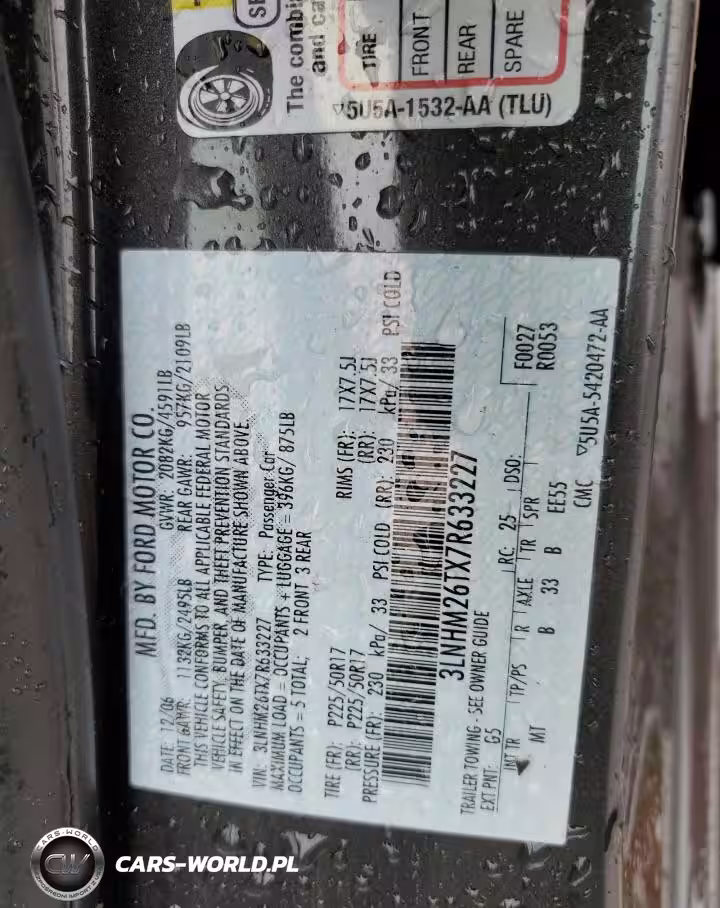 The combi
and ca
TIRE
FRONT
REAR
SPARE
▽5U5A-1532-AA (TLU)
MFD. BY FORD MOTOR CO.
DATE: 12/06 GVWR: 2082KG/4591LB
FRONT GAWR: 1132KG/2495LB REAR GAWR: 957KG/2109LB
THIS VEHICLE CONFORMS TO ALL APPLICABLE FEDERAL MOTOR
VEHICLE SAFETY, BUMPER, AND THEFT PREVENTION STANDARDS
IN EFFECT ON THE DATE OF MANUFACTURE SHOWN ABOVE.
VIN: 3LNHM26TX7R633227 TYPE: Passenger Car
MAXIMUM LOAD = OCCUPANTS + LUGGAGE = 396KG/ 875LB
OCCUPANTS = 5 TOTAL: 2 FRONT 3 REAR
TIRE (FR): P225/50R17 RIMS (FR): 17X7.5J
(RR): P225/50R17 (RR): 17X7.5J
PRESSURE (FR): 230 kPa/ 33 PSI COLD (RR): 230 kPa/ 33 PSI COLD
3LNHM26TX7R633227
TRAILER TOWING - SEE OWNER GUIDE
EXT PNT: G5 RC: 25 DSO: F0027
R0053
INT TR TP/PS R AXLE TR SPR
MT B 33 B EE55
CMC ▽5U5A-5420472-AA
CARS-WORLD
CW
CARS-WORLD.PL